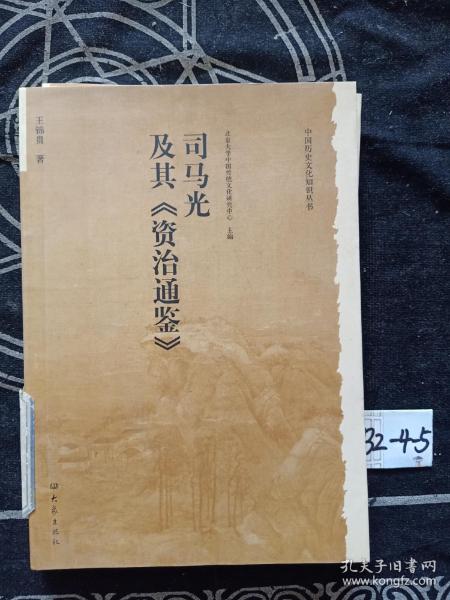 中国历史文化知识丛书
北京大学中国传统文化研究中心 主编
司马光
及其《资治通鉴》
王锦贵 著
大象出版社
32-4-5
孔夫子旧书网
www.kongfz.com